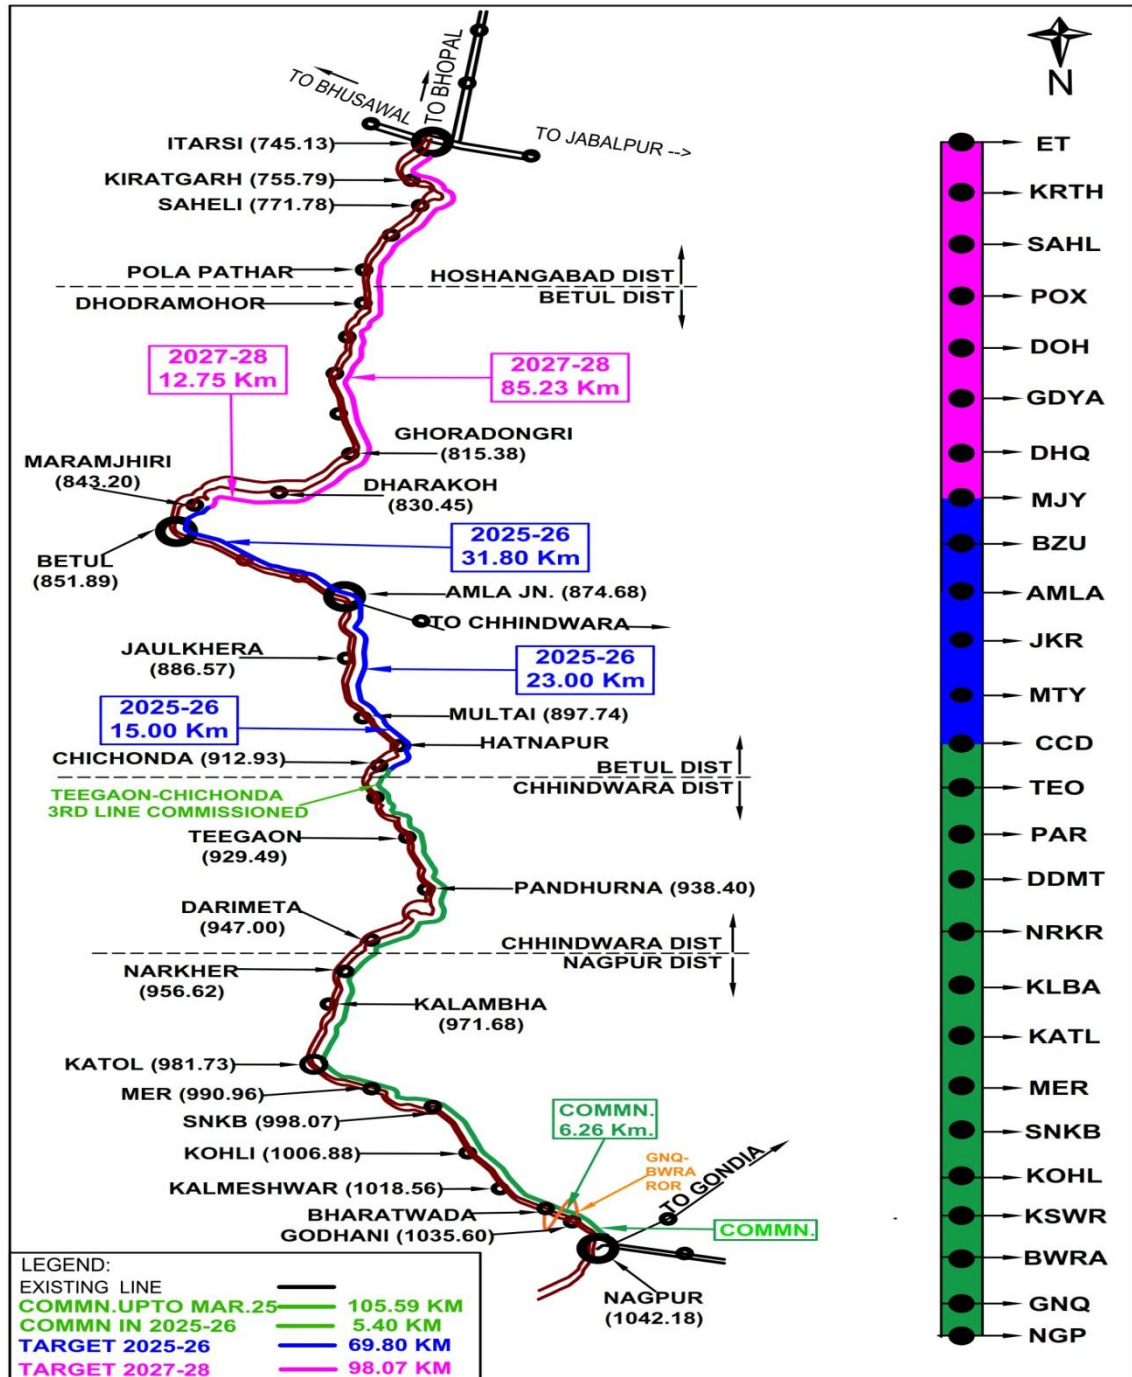 TO BHUSAWAL
TO BHOPAL
TO JABALPUR -->
N
ITARSI (745.13)
KIRATGARH (755.79)
SAHELI (771.78)
POLA PATHAR
HOSHANGABAD DIST
BETUL DIST
DHODRAMOHOR
2027-28
12.75 Km
2027-28
85.23 Km
GHORADONGRI
(815.38)
MARAMJHIRI
(843.20)
DHARAKOH
(830.45)
2025-26
31.80 Km
BETUL
(851.89)
AMLA JN. (874.68)
TO CHHINDWARA
JAULKHERA
(886.57)
2025-26
23.00 Km
2025-26
15.00 Km
MULTAI (897.74)
HATNAPUR
CHICHONDA (912.93)
BETUL DIST
CHHINDWARA DIST
TEEGAON-CHICHONDA
3RD LINE COMMISSIONED
TEEGAON
(929.49)
PANDHURNA (938.40)
DARIMETA
(947.00)
CHHINDWARA DIST
NAGPUR DIST
NARKHER
(956.62)
KALAMBHA
(971.68)
KATOL (981.73)
MER (990.96)
SNKB (998.07)
COMMN.
6.26 Km.
KOHLI (1006.88)
GNQ-
BWRA
ROR
TO GONDIA
KALMESHWAR (1018.56)
BHARATWADA
GODHANI (1035.60)
COMMN.
NAGPUR
(1042.18)
LEGEND:
EXISTING LINE
COMMN.UPTO MAR.25 105.59 KM
COMMN IN 2025-26 5.40 KM
TARGET 2025-26 69.80 KM
TARGET 2027-28 98.07 KM
ET
KRTH
SAHL
POX
DOH
GDYA
DHQ
MJY
BZU
AMLA
JKR
MTY
CCD
TEO
PAR
DDMT
NRKR
KLBA
KATL
MER
SNKB
KOHL
KSWR
BWRA
GNQ
NGP